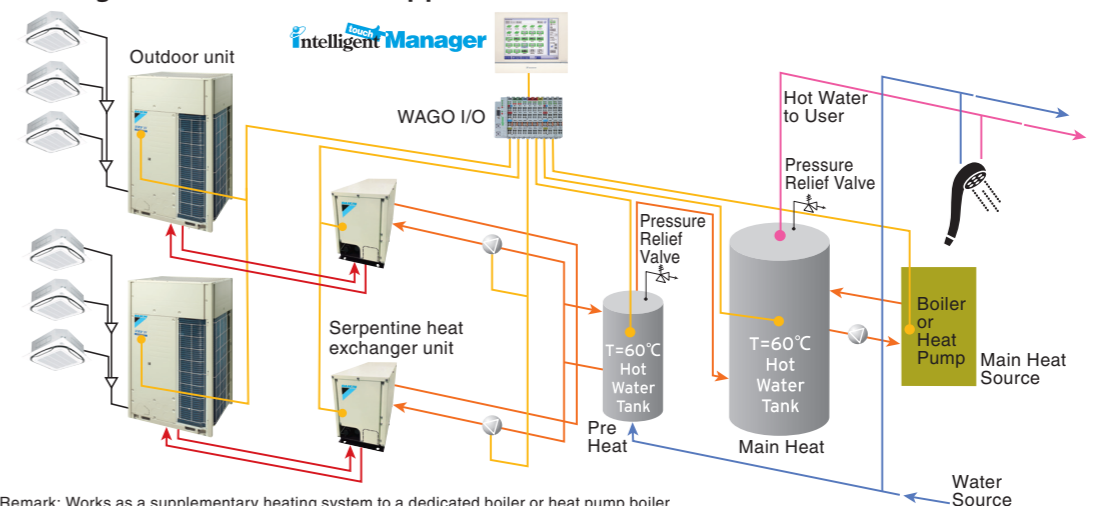 touch
intelligent Manager
Outdoor unit
WAGO I/O
Hot Water
to User
Pressure
Relief Valve
Pressure
Relief
Valve
Serpentine heat
exchanger unit
T=60℃
Hot
Water
Tank
Pre
Heat
T=60℃
Hot
Water
Tank
Main Heat
Boiler
or
Heat
Pump
Main Heat
Source
Water
Source
Remark: Works as a supplementary heating system to a dedicated boiler or heat pump boiler